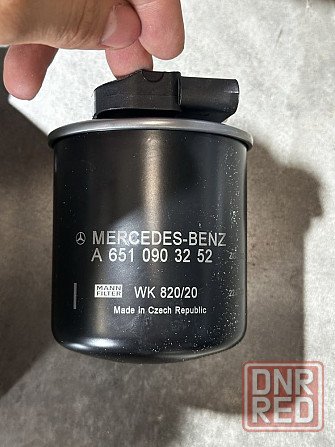 MERCEDES-BENZ
A 651 090 32 52
MANN
FILTER
WK 820/20
Made in Czech Republic
DNR
RED